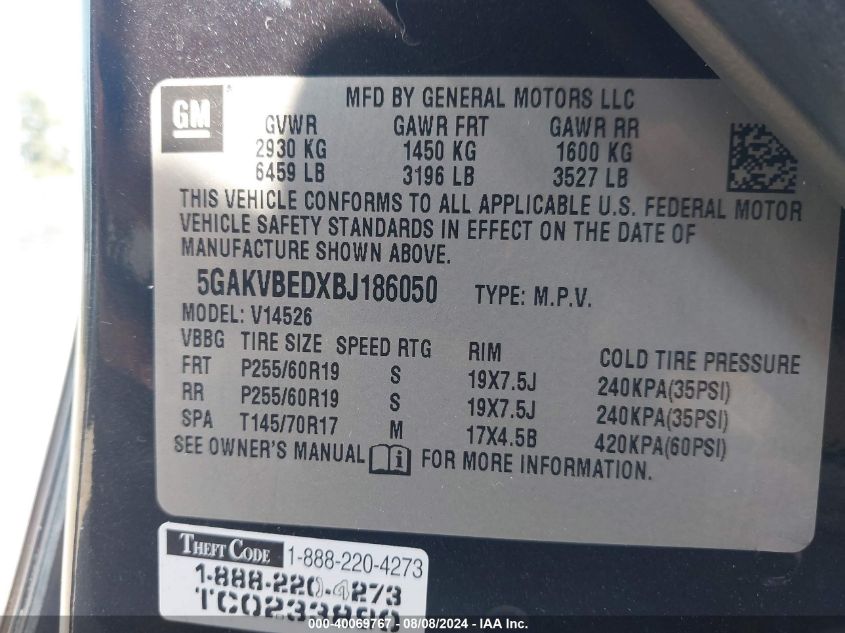 GM
MFD BY GENERAL MOTORS LLC
GVWR GAWR FRT GAWR RR
2930 KG 1450 KG 1600 KG
6459 LB 3196 LB 3527 LB
THIS VEHICLE CONFORMS TO ALL APPLICABLE U.S. FEDERAL MOTOR
VEHICLE SAFETY STANDARDS IN EFFECT ON THE DATE OF
MANUFACTURE SHOWN ABOVE.
5GAKVBEDXBJ186050 TYPE: M.P.V.
MODEL: V14526
VBBG TIRE SIZE SPEED RTG RIM COLD TIRE PRESSURE
FRT P255/60R19 S 19X7.5J 240KPA(35PSI)
RR P255/60R19 S 19X7.5J 240KPA(35PSI)
SPA T145/70R17 M 17X4.5B 420KPA(60PSI)
SEE OWNER'S MANUAL i FOR MORE INFORMATION.
THEFT CODE 1-888-220-4273
1-888-220-4273
000-40069767 - 08/08/2024 - IAA Inc.